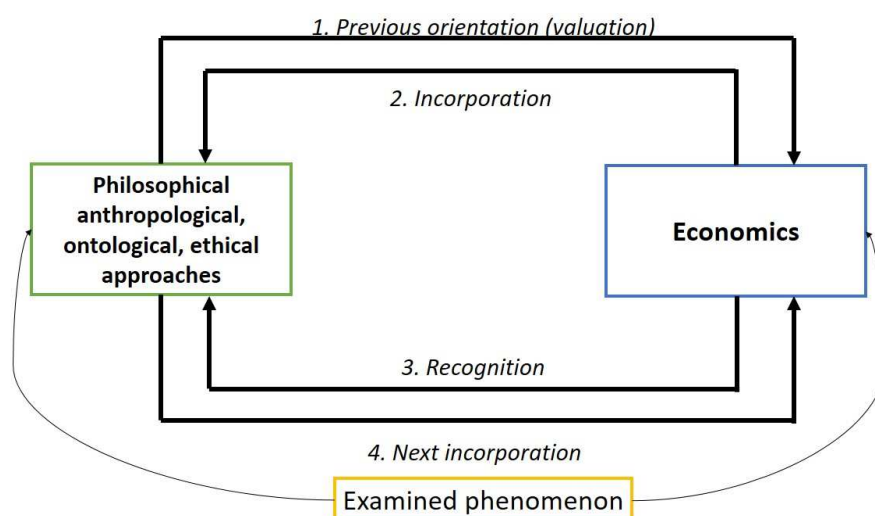 1. Previous orientation (valuation)
2. Incorporation
Philosophical
anthropological,
ontological, ethical
approaches
Economics
3. Recognition
4. Next incorporation
Examined phenomenon